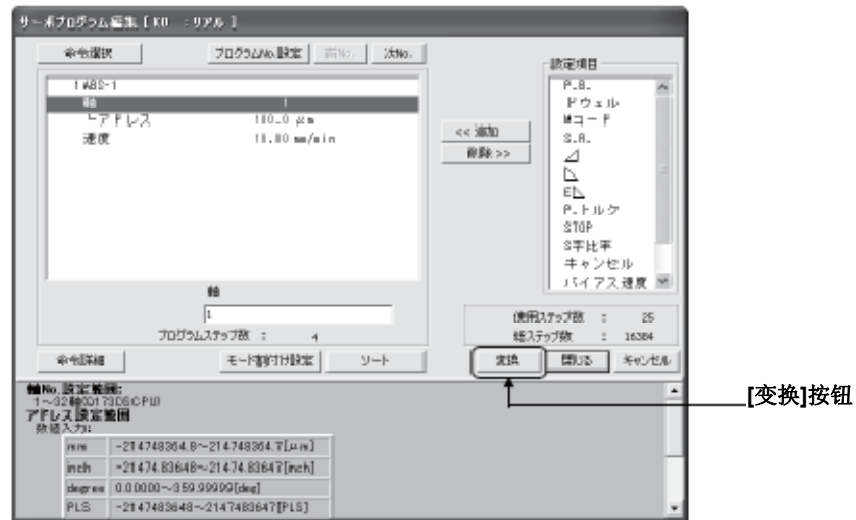 サーボプログラム編集 [ K0 : リアル ]
命令選択 プログラムNo.設定 前No. 次No.
設定項目
1 ABS-1
軸 1
アドレス 100.0 μm
速度 10.00 mm/min
<< 追加
削除 >>
P.B.
ドウェル
Mコード
S.R.
P.トルク
STOP
S字比率
キャンセル
バイアス速度
軸
1
プログラムステップ数 : 4
使用ステップ数 : 25
総ステップ数 : 16384
命令詳細 モード割付け設定 ソート 変換 閉じる キャンセル
[变换]按钮
軸No.設定範囲:
1~32軸(Q173DSCPU)
アドレス設定範囲
数値入力:
mm -214748364.8~214748364.7[μm]
inch -21474.83648~21474.83647[inch]
degree 0.00000~359.99999[deg]
PLS -2147483648~2147483647[PLS]